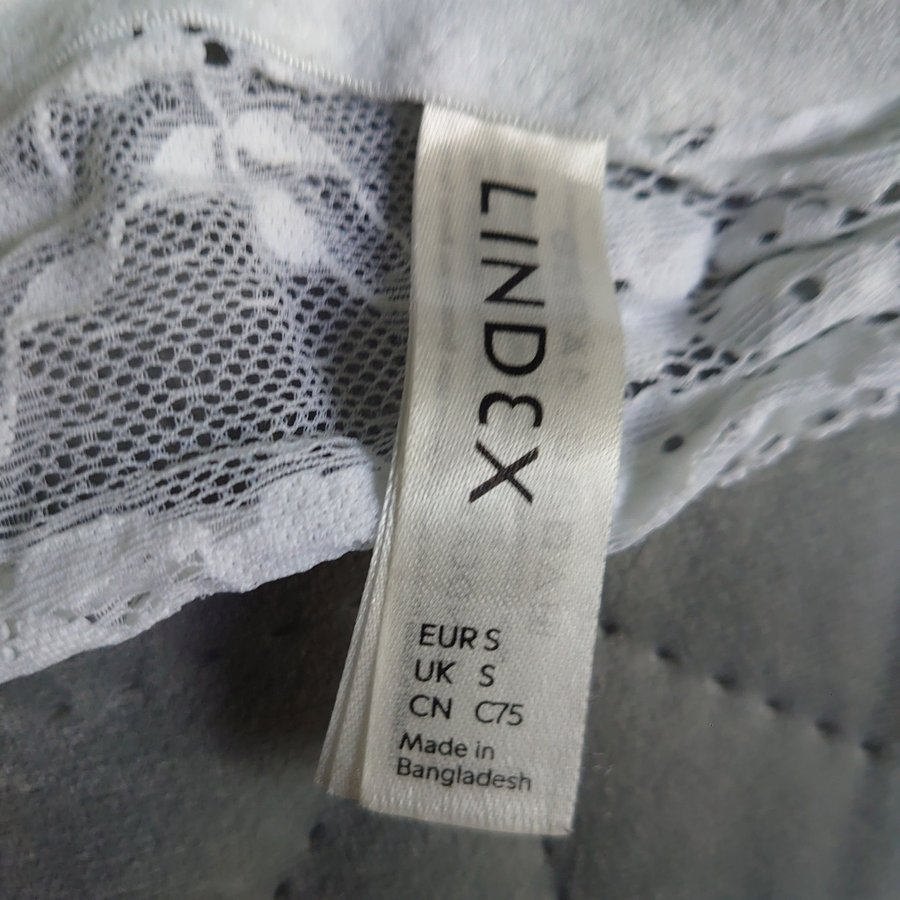 LINDEX
EUR S
UK S
CN C75
Made in
Bangladesh